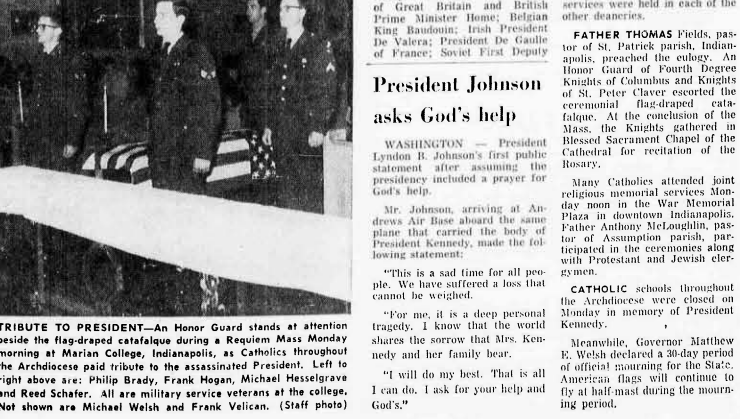 TRIBUTE TO PRESIDENT—An Honor Guard stands at attention
beside the flag-draped catafalque during a Requiem Mass Monday
morning at Marian College, Indianapolis, as Catholics throughout
the Archdiocese paid tribute to the assassinated President. Left to
right above are: Philip Brady, Frank Hogan, Michael Hesselgrave
and Reed Schafer. All are military service veterans at the college.
Not shown are Michael Welsh and Frank Velican. (Staff photo)
of Great Britain and British
Prime Minister Home; Belgian
King Baudouin; Irish President
De Valera; President De Gaulle
of France; Soviet First Deputy
President Johnson
asks God's help
WASHINGTON — President
Lyndon B. Johnson's first public
statement after assuming the
presidency included a prayer for
God's help.
Mr. Johnson, arriving at An-
drews Air Base aboard the same
plane that carried the body of
President Kennedy, made the fol-
lowing statement:
"This is a sad time for all peo-
ple. We have suffered a loss that
cannot be weighed.
"For me, it is a deep personal
tragedy. I know that the world
shares the sorrow that Mrs. Ken-
nedy and her family bear.
"I will do my best. That is all
I can do. I ask for your help and
God's."
services were held in each of the
other deaneries.
FATHER THOMAS Fields, pas-
tor of St. Patrick parish, Indian-
apolis, preached the eulogy. An
Honor Guard of Fourth Degree
Knights of Columbus and Knights
of St. Peter Claver escorted the
ceremonial flag-draped cata-
falque. At the conclusion of the
Mass, the Knights gathered in
Blessed Sacrament Chapel of the
Cathedral for recitation of the
Rosary.
Many Catholics attended joint
religious memorial services Mon-
day noon in the War Memorial
Plaza in downtown Indianapolis.
Father Anthony McLoughlin, pas-
tor of Assumption parish, par-
ticipated in the ceremonies along
with Protestant and Jewish cler-
gymen.
CATHOLIC schools throughout
the Archdiocese were closed on
Monday in memory of President
Kennedy.
Meanwhile, Governor Matthew
E. Welsh declared a 30-day period
of official mourning for the State.
American flags will continue to
fly at half-mast during the mourn-
ing period.